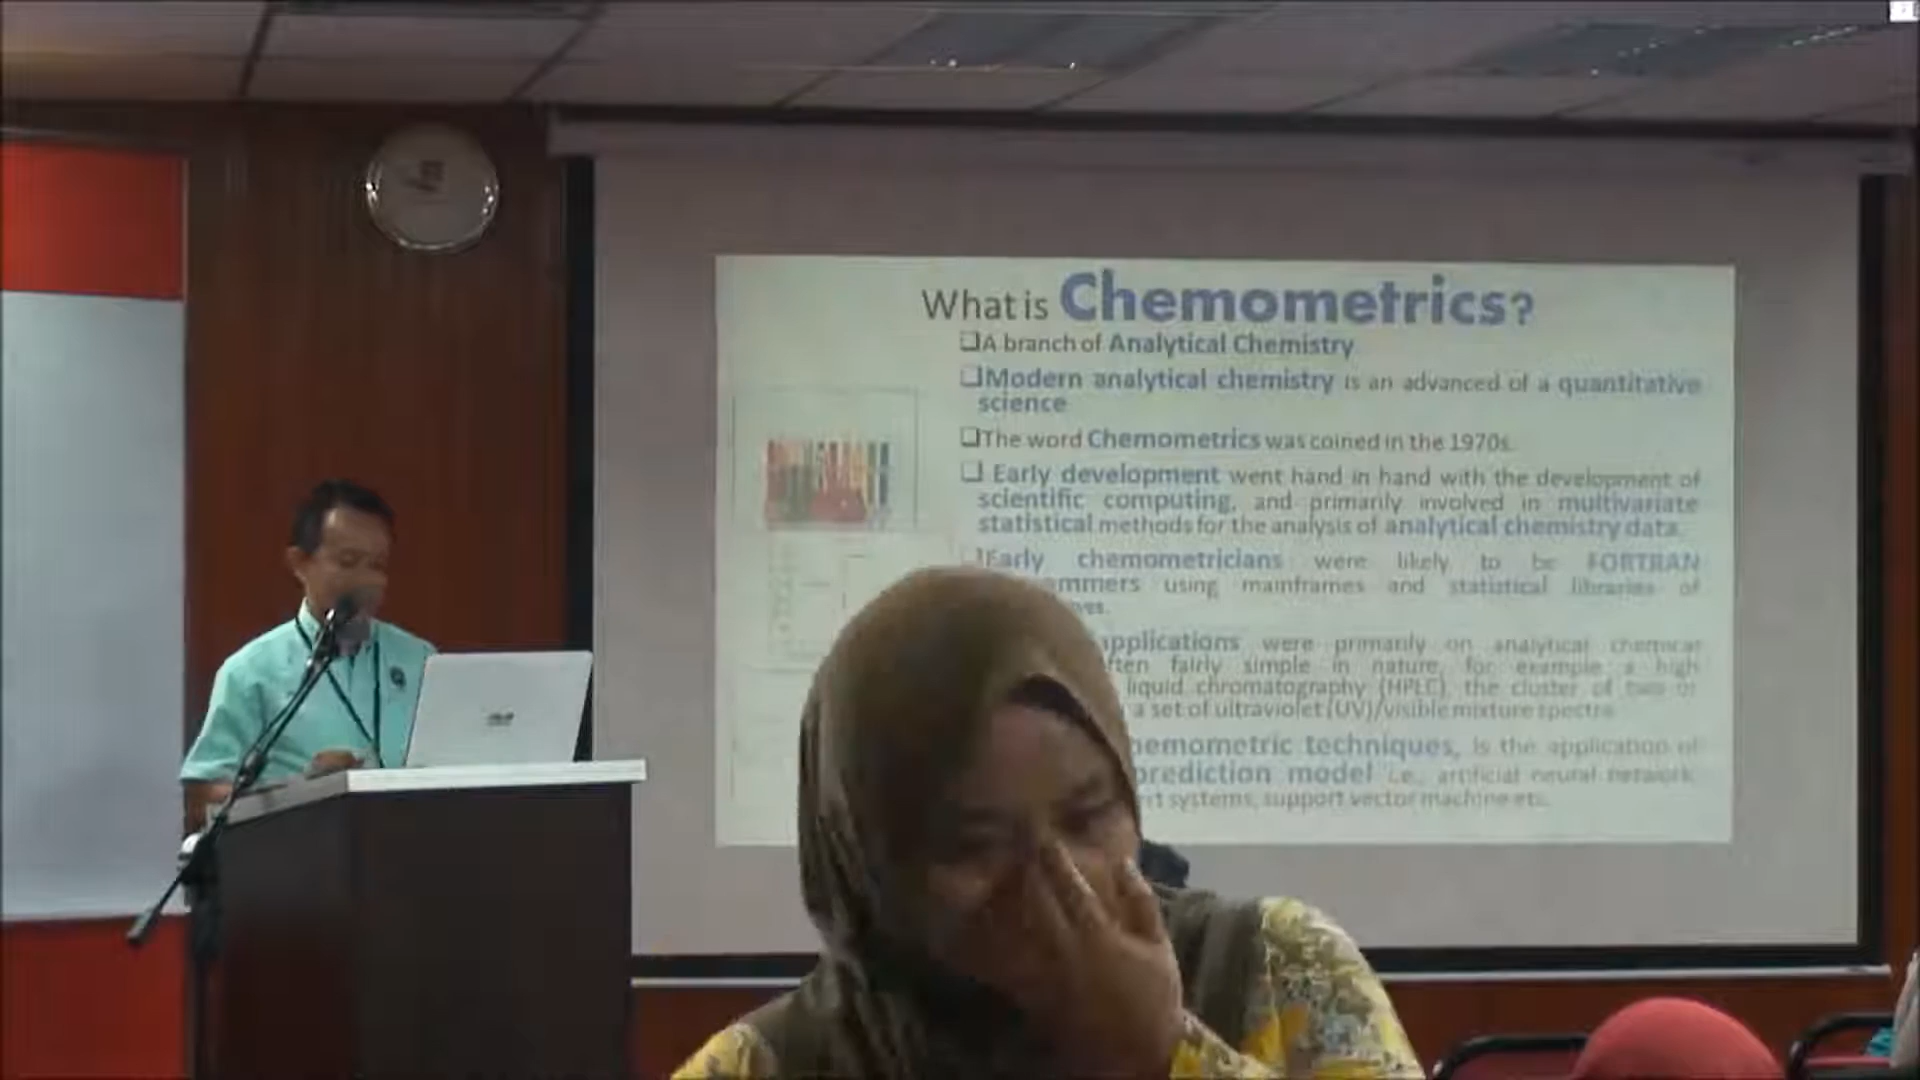 What is Chemometrics?
❑A branch of Analytical Chemistry
❑Modern analytical chemistry is an advanced of a quantitative
science
❑The word Chemometrics was coined in the 1970s.
❑ Early development went hand in hand with the development of
scientific computing, and primarily involved in multivariate
statistical methods for the analysis of analytical chemistry data.
Early chemometricians were likely to be FORTRAN
using mainframes and statistical libraries of
applications were primarily on analytical chemical
fairly simple in nature, for example a high
liquid chromatography (HPLC), the cluster of two or
a set of ultraviolet (UV)/visible mixture spectra.
techniques, is the application of
prediction model i.e., artificial neural network,
systems, support vector machine etc.